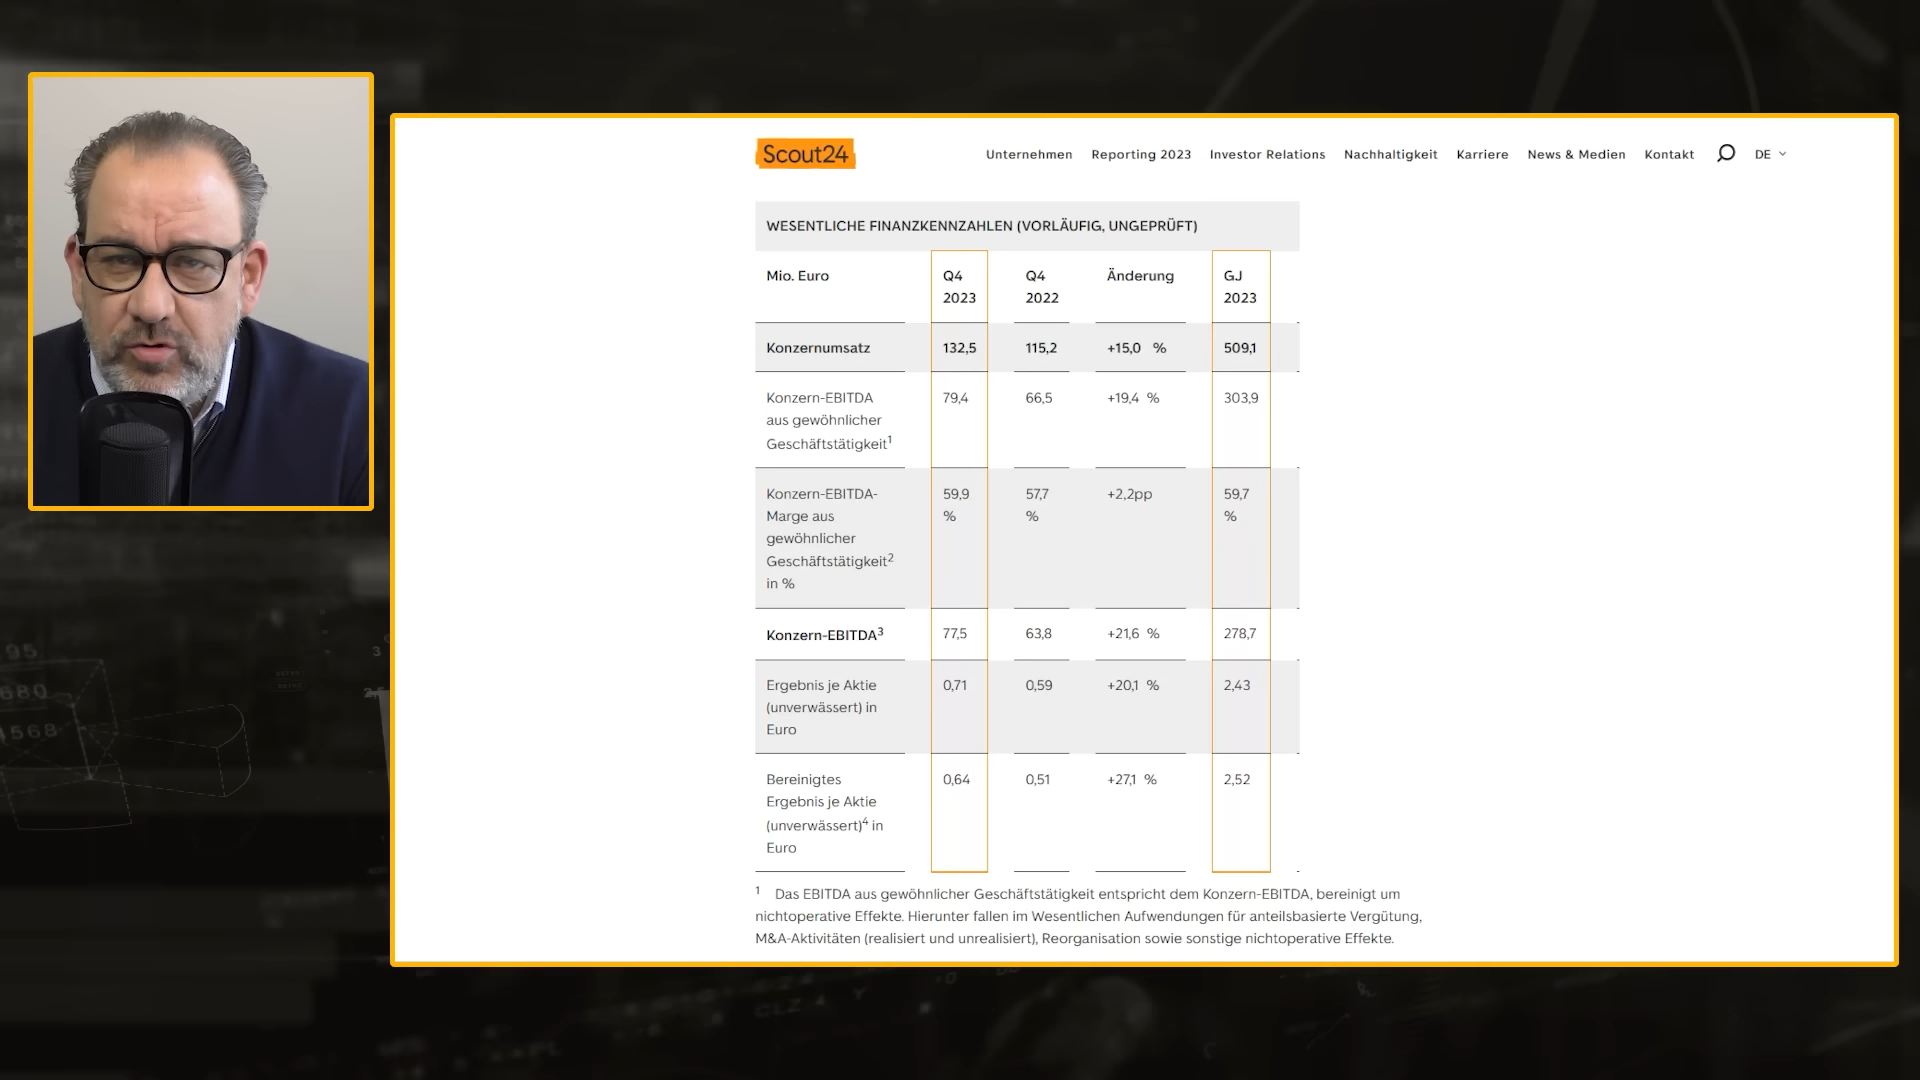 Scout24
Unternehmen Reporting 2023 Investor Relations Nachhaltigkeit Karriere News & Medien Kontakt DE
WESENTLICHE FINANZKENNZAHLEN (VORLÄUFIG, UNGEPRÜFT)
Mio. Euro Q4 2023 Q4 2022 Änderung GJ 2023
Konzernumsatz 132,5 115,2 +15,0 % 509,1
Konzern-EBITDA 79,4 66,5 +19,4 % 303,9
aus gewöhnlicher
Geschäftstätigkeit1
Konzern-EBITDA- 59,9 % 57,7 % +2,2pp 59,7 %
Marge aus
gewöhnlicher
Geschäftstätigkeit2
in %
Konzern-EBITDA3 77,5 63,8 +21,6 % 278,7
Ergebnis je Aktie 0,71 0,59 +20,1 % 2,43
(unverwässert) in
Euro
Bereinigtes 0,64 0,51 +27,1 % 2,52
Ergebnis je Aktie
(unverwässert)4 in
Euro
1 Das EBITDA aus gewöhnlicher Geschäftstätigkeit entspricht dem Konzern-EBITDA, bereinigt um
nichtoperative Effekte. Hierunter fallen im Wesentlichen Aufwendungen für anteilsbasierte Vergütung,
M&A-Aktivitäten (realisiert und unrealisiert), Reorganisation sowie sonstige nichtoperative Effekte.
95
680
4568